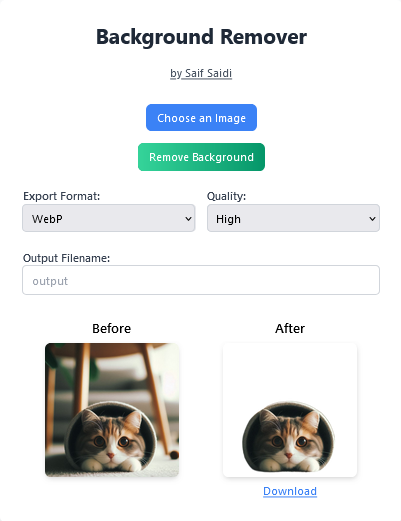 Background Remover
by Saif Saidi
Choose an Image
Remove Background
Export Format:
Quality:
WebP
High
Output Filename:
output
Before
After
Download